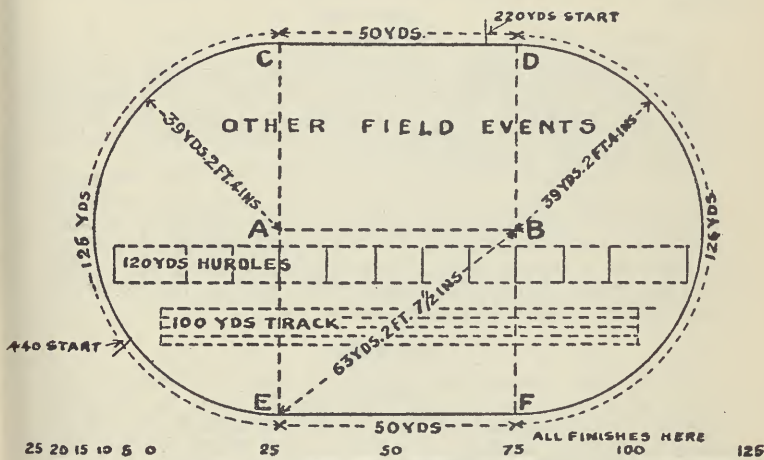 220YDS START
50YDS.
C
D
OTHER FIELD EVENTS
39YDS. 2FT. 4INS
39YDS. 2FT. 4INS
126 YDS
126 YDS
A
B
120YDS HURDLES
63YDS. 2FT. 7½INS
100 YDS TRACK
440 START
E
F
50YDS
ALL FINISHES HERE
25 20 15 10 5 0 25 50 75 100 125